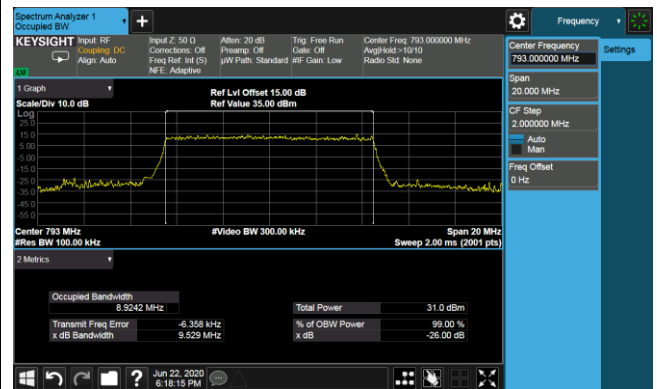 Spectrum Analyzer 1
Occupied BW
Frequency
KEYSIGHT
Input: RF
Coupling: DC
Align: Auto
Input Z: 50 Ω
Corrections: Off
Freq Ref: Int (S)
NFE: Adaptive
Atten: 20 dB
Preamp: Off
µW Path: Standard
Trig: Free Run
Gate: Off
#IF Gain: Low
Center Freq: 793.000000 MHz
Avg|Hold:>10/10
Radio Std: None
Center Frequency
793.000000 MHz
Settings
Span
20.000 MHz
CF Step
2.000000 MHz
Auto
Man
Freq Offset
0 Hz
1 Graph
Scale/Div 10.0 dB
Ref Lvl Offset 15.00 dB
Ref Value 35.00 dBm
Log
25.0
15.0
5.00
-5.00
-15.0
-25.0
-35.0
-45.0
-55.0
Center 793 MHz
#Res BW 100.00 kHz
#Video BW 300.00 kHz
Span 20 MHz
Sweep 2.00 ms (2001 pts)
2 Metrics
Occupied Bandwidth
8.9242 MHz
Total Power 31.0 dBm
Transmit Freq Error -6.358 kHz
% of OBW Power 99.00 %
x dB Bandwidth 9.529 MHz
x dB -26.00 dB
Jun 22, 2020
6:18:15 PM